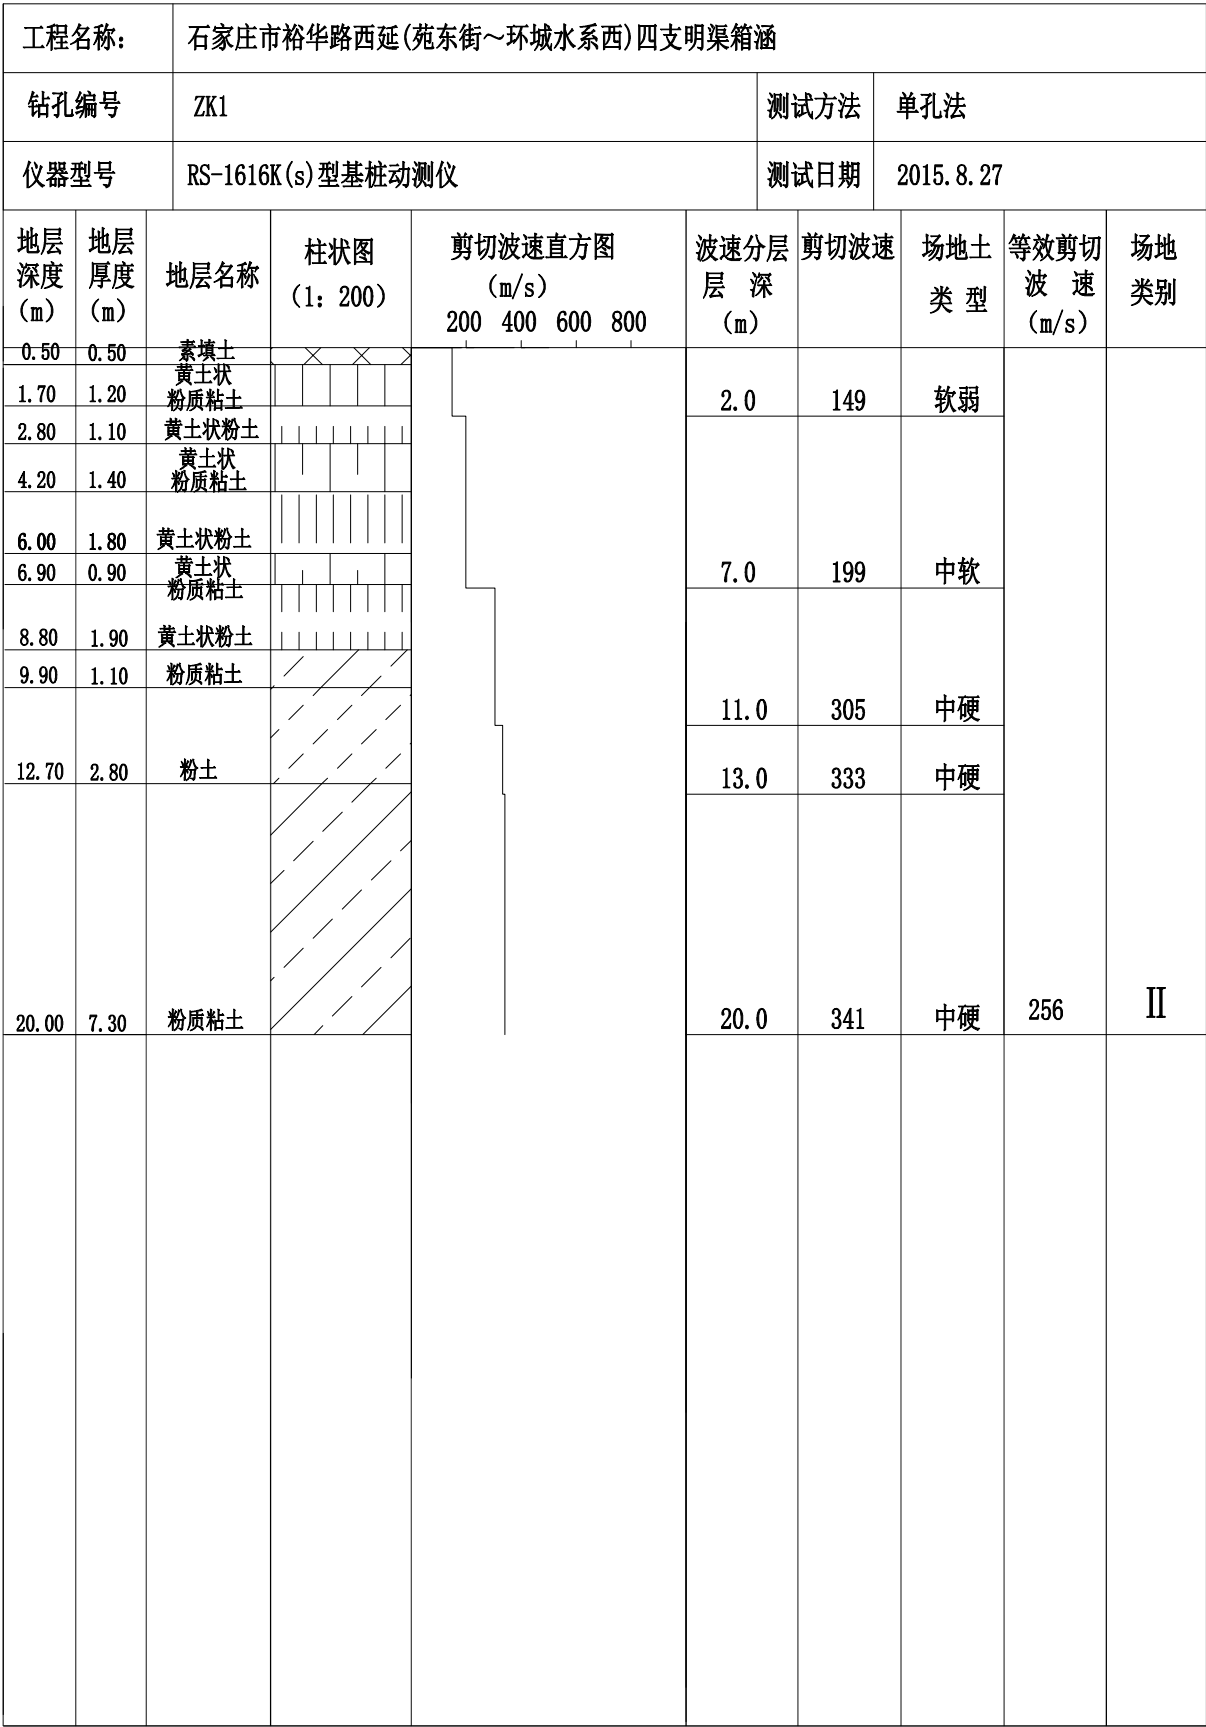 工程名称: 石家庄市裕华路西延(苑东街～环城水系西)四支明渠箱涵
钻孔编号 ZK1 测试方法 单孔法
仪器型号 RS-1616K(s)型基桩动测仪 测试日期 2015.8.27
地层 地层 地层名称 柱状图 剪切波速直方图 波速分层 剪切波速 场地土 等效剪切 场地
深度 厚度 (1: 200) (m/s) 层 深 类 型 波 速 类别
(m) (m) 200 400 600 800 (m) (m/s)
0.50 0.50 素填土
黄土状
1.70 1.20 粉质粘土 2.0 149 软弱
2.80 1.10 黄土状粉土
黄土状
4.20 1.40 粉质粘土
6.00 1.80 黄土状粉土
6.90 0.90 黄土状 7.0 199 中软
粉质粘土
8.80 1.90 黄土状粉土
9.90 1.10 粉质粘土
11.0 305 中硬
12.70 2.80 粉土 13.0 333 中硬
20.00 7.30 粉质粘土 20.0 341 中硬 256 Ⅱ